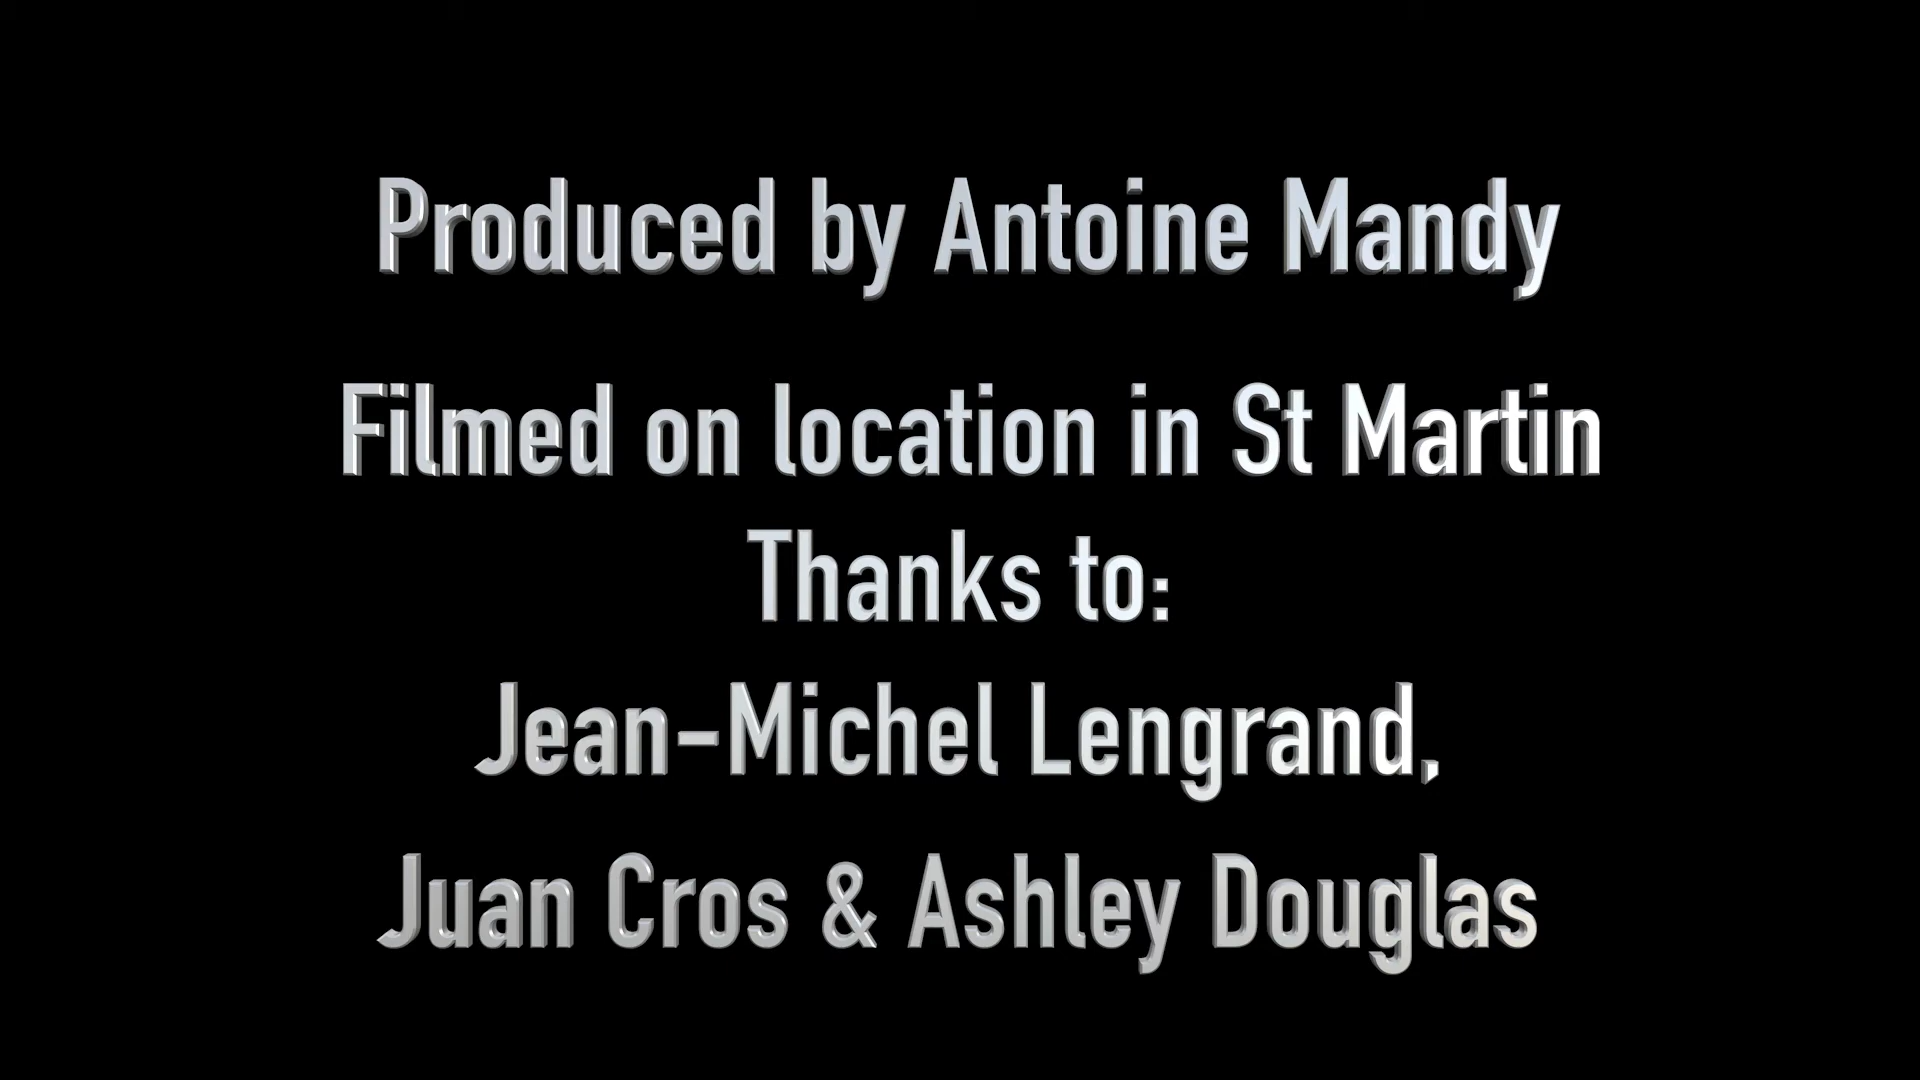 Produced by Antoine Mandy
Filmed on location in St Martin
Thanks to:
Jean-Michel Lengrand,
Juan Cros & Ashley Douglas